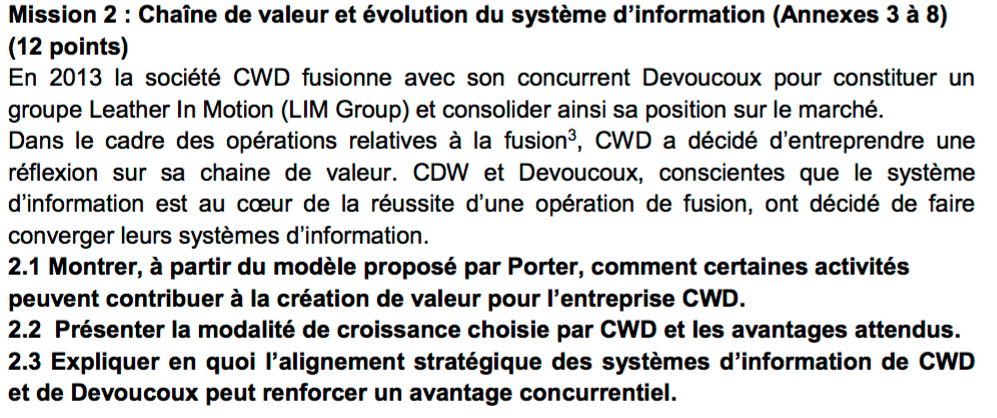 Mission 2 : Chaîne de valeur et évolution du système d’information (Annexes 3 à 8)
(12 points)
En 2013 la société CWD fusionne avec son concurrent Devoucoux pour constituer un
groupe Leather In Motion (LIM Group) et consolider ainsi sa position sur le marché.
Dans le cadre des opérations relatives à la fusion³, CWD a décidé d’entreprendre une
réflexion sur sa chaine de valeur. CDW et Devoucoux, conscientes que le système
d’information est au cœur de la réussite d’une opération de fusion, ont décidé de faire
converger leurs systèmes d’information.
2.1 Montrer, à partir du modèle proposé par Porter, comment certaines activités
peuvent contribuer à la création de valeur pour l’entreprise CWD.
2.2 Présenter la modalité de croissance choisie par CWD et les avantages attendus.
2.3 Expliquer en quoi l’alignement stratégique des systèmes d’information de CWD
et de Devoucoux peut renforcer un avantage concurrentiel.